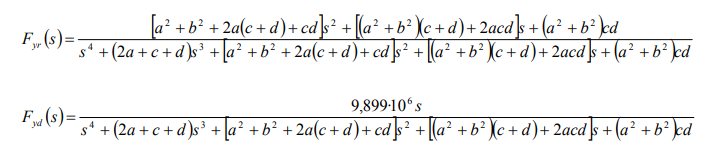 F_yr(s)= [a² + b² + 2a(c + d) + cd]s² + [(a² + b²)(c + d) + 2acd]s + (a² + b²)cd
s⁴ + (2a + c + d)s³ + [a² + b² + 2a(c + d) + cd]s² + [(a² + b²)(c + d) + 2acd]s + (a² + b²)cd
F_yd(s)= 9,899·10⁶ s
s⁴ + (2a + c + d)s³ + [a² + b² + 2a(c + d) + cd]s² + [(a² + b²)(c + d) + 2acd]s + (a² + b²)cd